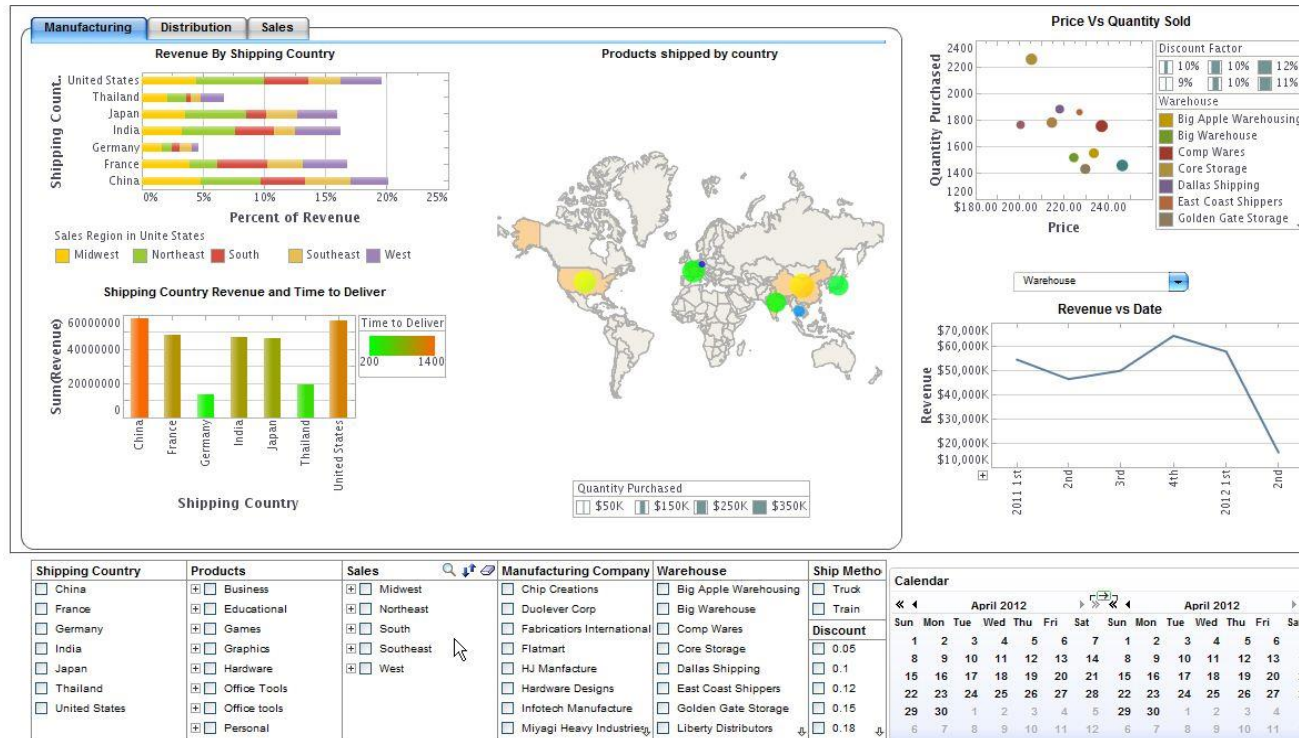 Manufacturing Distribution Sales
Revenue By Shipping Country
Shipping Count...
United States
Thailand
Japan
India
Germany
France
China
0% 5% 10% 15% 20% 25%
Percent of Revenue
Sales Region in Unite States
Midwest Northeast South Southeast West
Shipping Country Revenue and Time to Deliver
Sum(Revenue)
60000000
40000000
20000000
0
China France Germany India Japan Thailand United States
Shipping Country
Time to Deliver
200 1400
Products shipped by country
Quantity Purchased
$50K $150K $250K $350K
Price Vs Quantity Sold
Quantity Purchased
2400
2200
2000
1800
1600
1400
1200
$180.00 200.00 220.00 240.00
Price
Discount Factor
10% 10% 12%
9% 10% 11%
Warehouse
Big Apple Warehousing
Big Warehouse
Comp Wares
Core Storage
Dallas Shipping
East Coast Shippers
Golden Gate Storage
Warehouse
Revenue vs Date
Revenue
$70,000K
$60,000K
$50,000K
$40,000K
$30,000K
$20,000K
$10,000K
2011 1st 2nd 3rd 4th 2012 1st 2nd
Shipping Country
China
France
Germany
India
Japan
Thailand
United States
Products
Business
Educational
Games
Graphics
Hardware
Office Tools
Office tools
Personal
Sales
Midwest
Northeast
South
Southeast
West
Manufacturing Company
Chip Creations
Duolever Corp
Fabricatiors International
Flatmart
HJ Manfacture
Hardware Designs
Infotech Manufacture
Miyagi Heavy Industries
Warehouse
Big Apple Warehousing
Big Warehouse
Comp Wares
Core Storage
Dallas Shipping
East Coast Shippers
Golden Gate Storage
Liberty Distributors
Ship Metho
Truck
Train
Discount
0.05
0.1
0.12
0.15
0.18
Calendar
April 2012 April 2012
Sun Mon Tue Wed Thu Fri Sat Sun Mon Tue Wed Thu Fri Sa
1 2 3 4 5 6 7 1 2 3 4 5 6
8 9 10 11 12 13 14 8 9 10 11 12 13
15 16 17 18 19 20 21 15 16 17 18 19 20
22 23 24 25 26 27 28 22 23 24 25 26 27
29 30 1 2 3 4 5 29 30 1 2 3 4
6 7 8 9 10 11 12 6 7 8 9 10 11